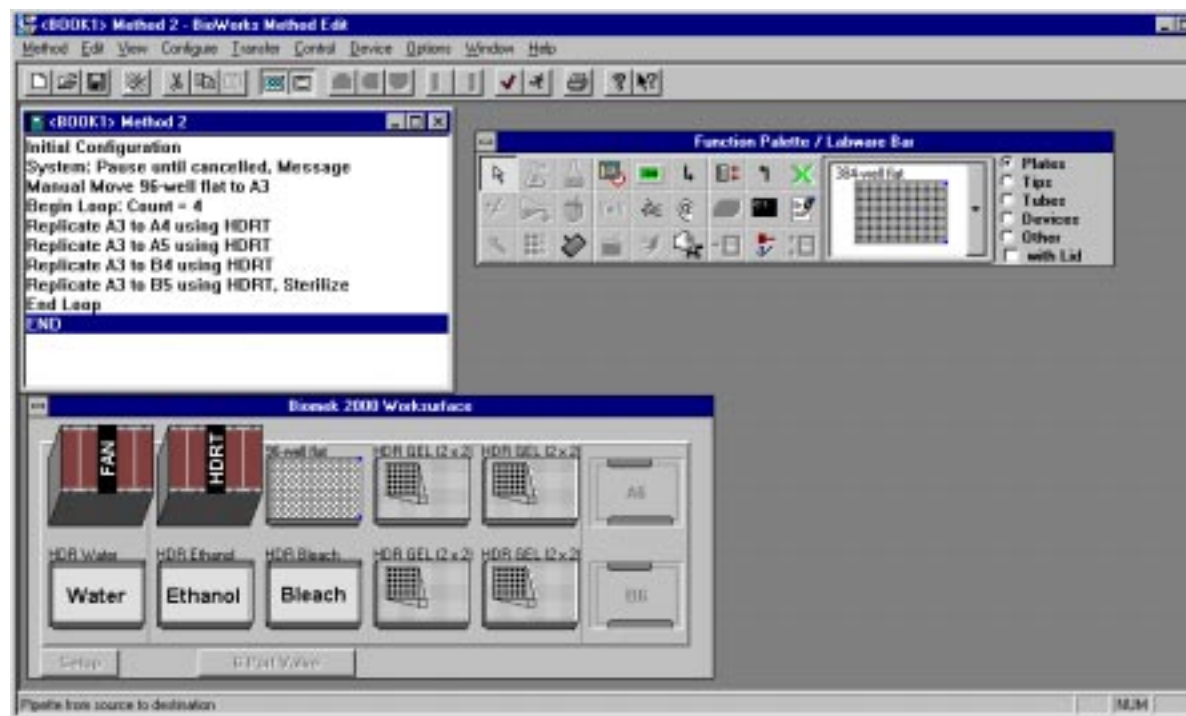 <BOOK1> Method 2 - BioWorks Method Edit
Method Edit View Configure Transfer Control Device Options Window Help
<BOOK1> Method 2
Initial Configuration
System: Pause until cancelled, Message
Manual Move 96-well flat to A3
Begin Loop: Count = 4
Replicate A3 to A4 using HDRT
Replicate A3 to A5 using HDRT
Replicate A3 to B4 using HDRT
Replicate A3 to B5 using HDRT, Sterilize
End Loop
END
Function Palette / Labware Bar
384-well flat
Plates
Tips
Tubes
Devices
Other
with Lid
Biomek 2000 Worksurface
FAN
HDRT
96-well flat
HDR GEL (2 x 2)
HDR GEL (2 x 2)
A6
HDR Water
HDR Ethanol
HDR Bleach
HDR GEL (2 x 2)
HDR GEL (2 x 2)
Water
Ethanol
Bleach
B6
Setup
6 Port Valve
Pipette from source to destination
NUM